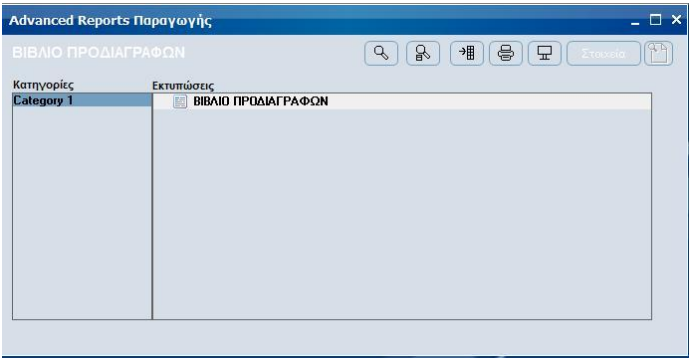 Advanced Reports Παραγωγής
ΒΙΒΛΙΟ ΠΡΟΔΙΑΓΡΑΦΩΝ
Στοιχεία
Κατηγορίες
Εκτυπώσεις
Category 1
ΒΙΒΛΙΟ ΠΡΟΔΙΑΓΡΑΦΩΝ